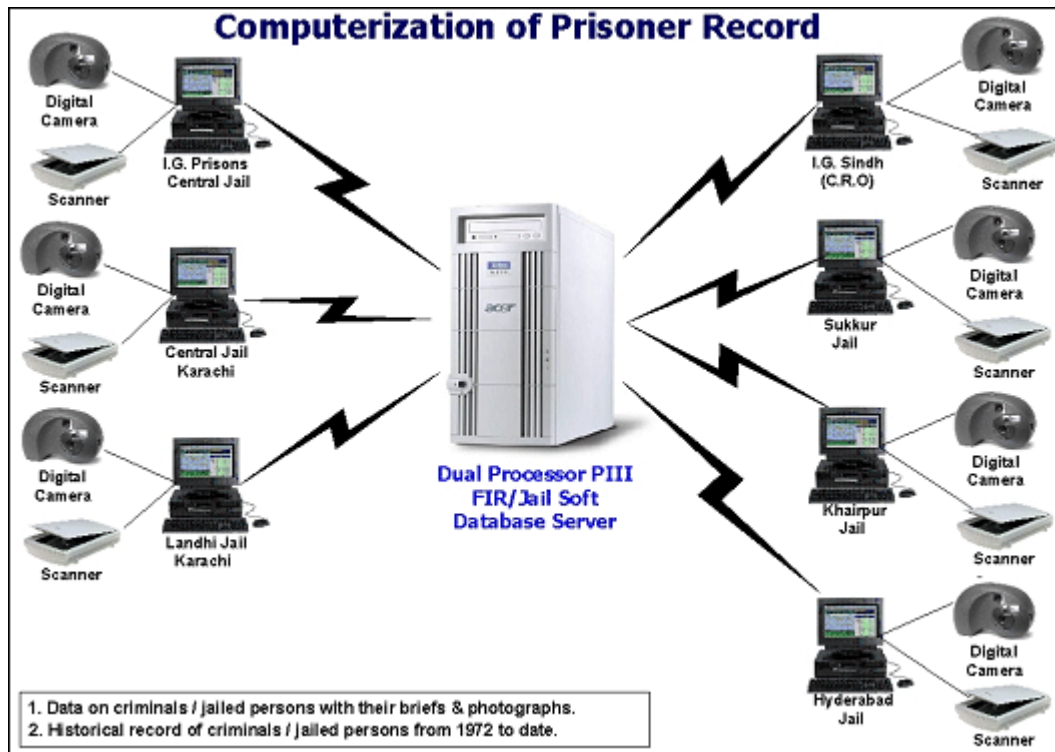 Computerization of Prisoner Record
Digital
Camera
Scanner
I.G. Prisons
Central Jail
Digital
Camera
Scanner
Central Jail
Karachi
Digital
Camera
Scanner
Landhi Jail
Karachi
acer
Dual Processor PIII
FIR/Jail Soft
Database Server
I.G. Sindh
(C.R.O)
Digital
Camera
Scanner
Sukkur
Jail
Digital
Camera
Scanner
Khairpur
Jail
Digital
Camera
Scanner
Hyderabad
Jail
Digital
Camera
Scanner
1. Data on criminals / jailed persons with their briefs & photographs.
2. Historical record of criminals / jailed persons from 1972 to date.